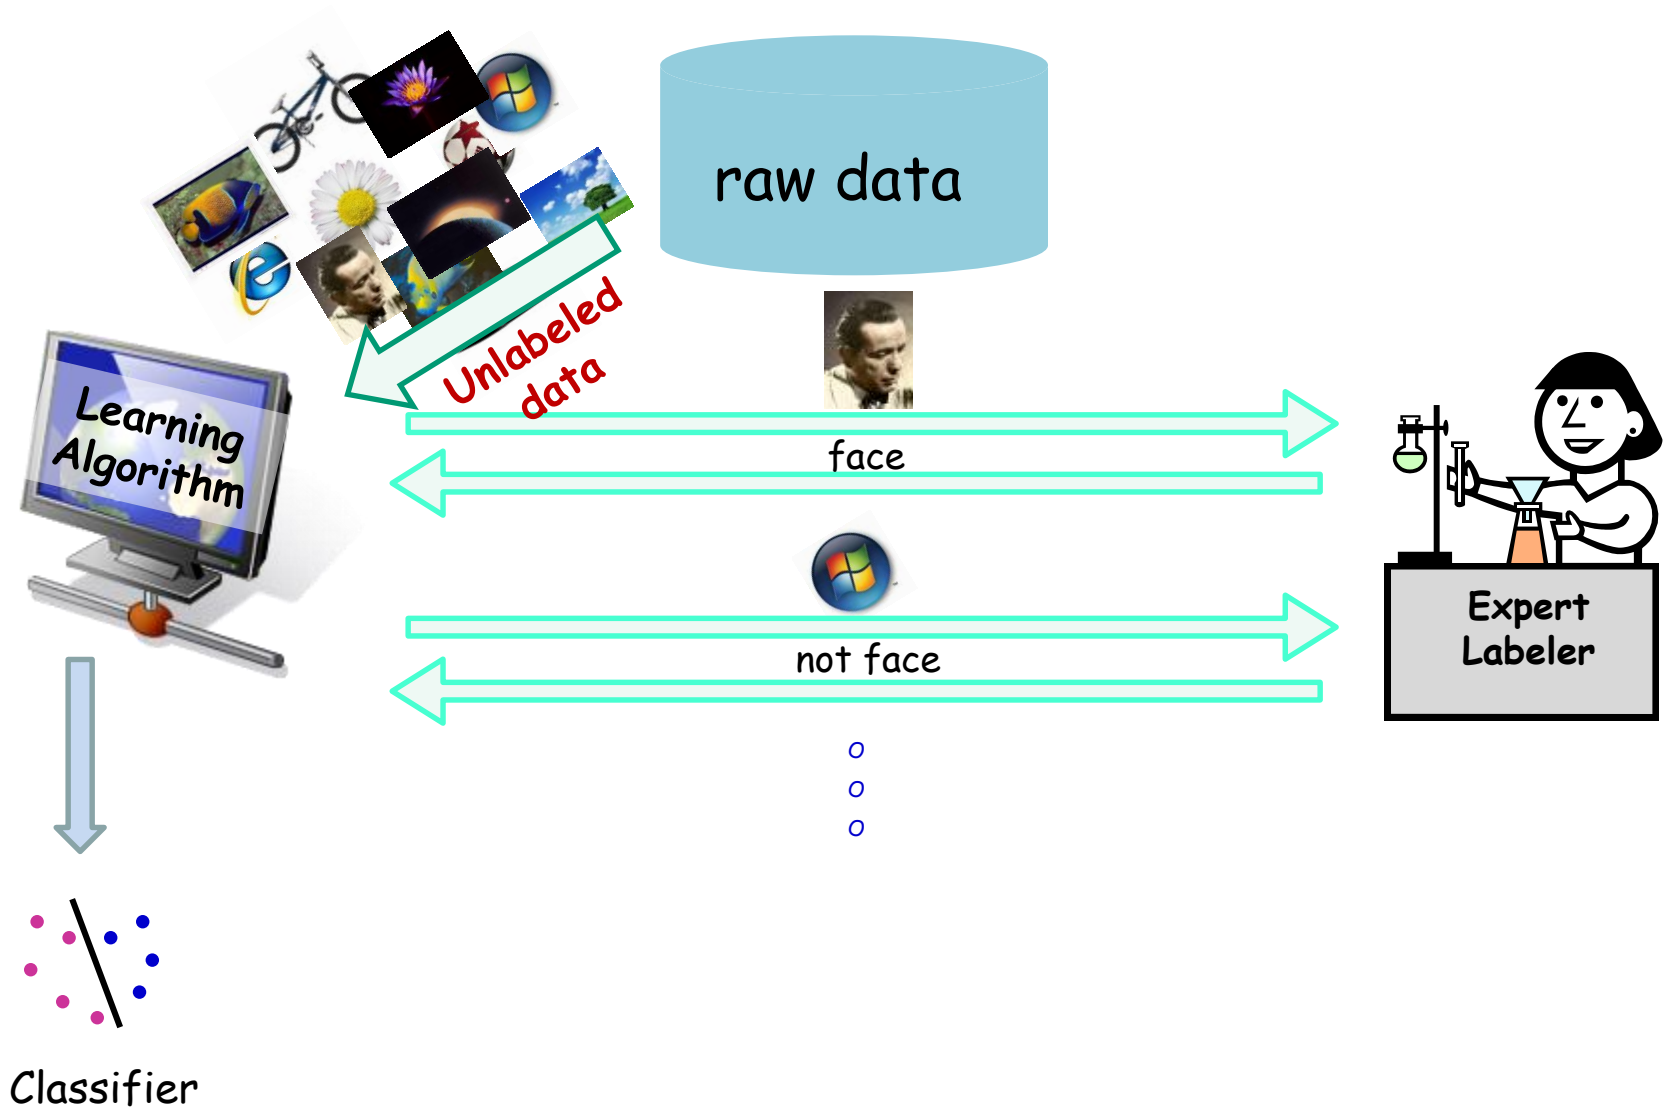 raw data
Unlabeled
data
Learning
Algorithm
face
not face
Expert
Labeler
o
o
o
Classifier